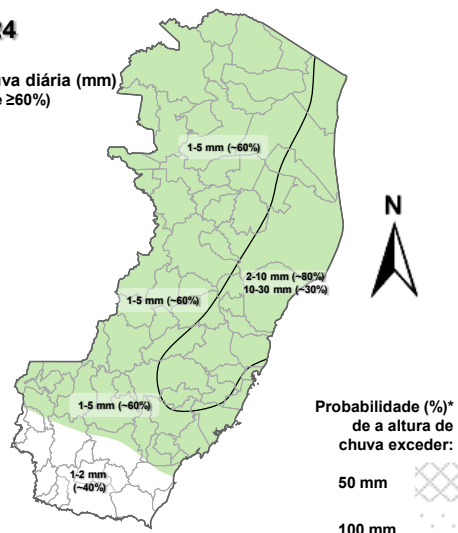 24
uva diária (mm)
e ≥60%)
1-5 mm (~60%)
N
2-10 mm (~80%)
10-30 mm (~30%)
1-5 mm (~60%)
1-5 mm (~60%)
Probabilidade (%)*
de a altura de
chuva exceder:
1-2 mm
(~40%)
50 mm
100 mm